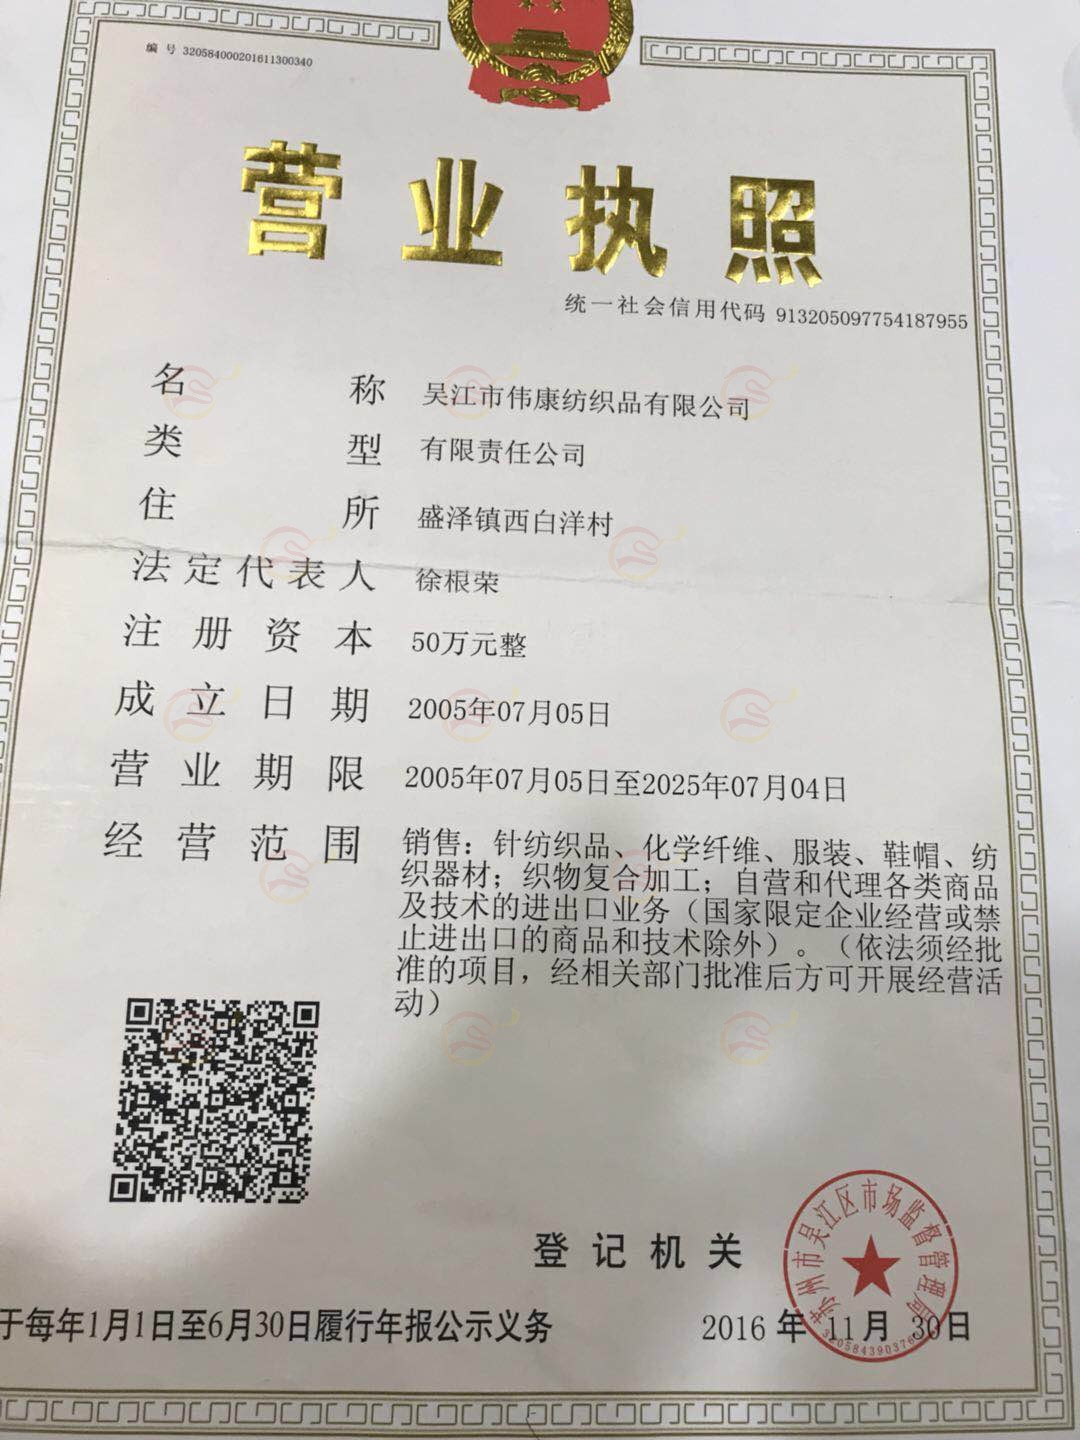 编 号 320584000201611300340
营业执照
统一社会信用代码 913205097754187955
名称 吴江市伟康纺织品有限公司
类型 有限责任公司
住所 盛泽镇西白洋村
法定代表人 徐根荣
注册资本 50万元整
成立日期 2005年07月05日
营业期限 2005年07月05日至2025年07月04日
经营范围 销售：针纺织品、化学纤维、服装、鞋帽、纺
织器材；织物复合加工；自营和代理各类商品
及技术的进出口业务（国家限定企业经营或禁
止进出口的商品和技术除外）。（依法须经批
准的项目，经相关部门批准后方可开展经营活
动）
登记机关
苏州市吴江区市场监督管理局
于每年1月1日至6月30日履行年报公示义务
2016 年 11 月 30 日